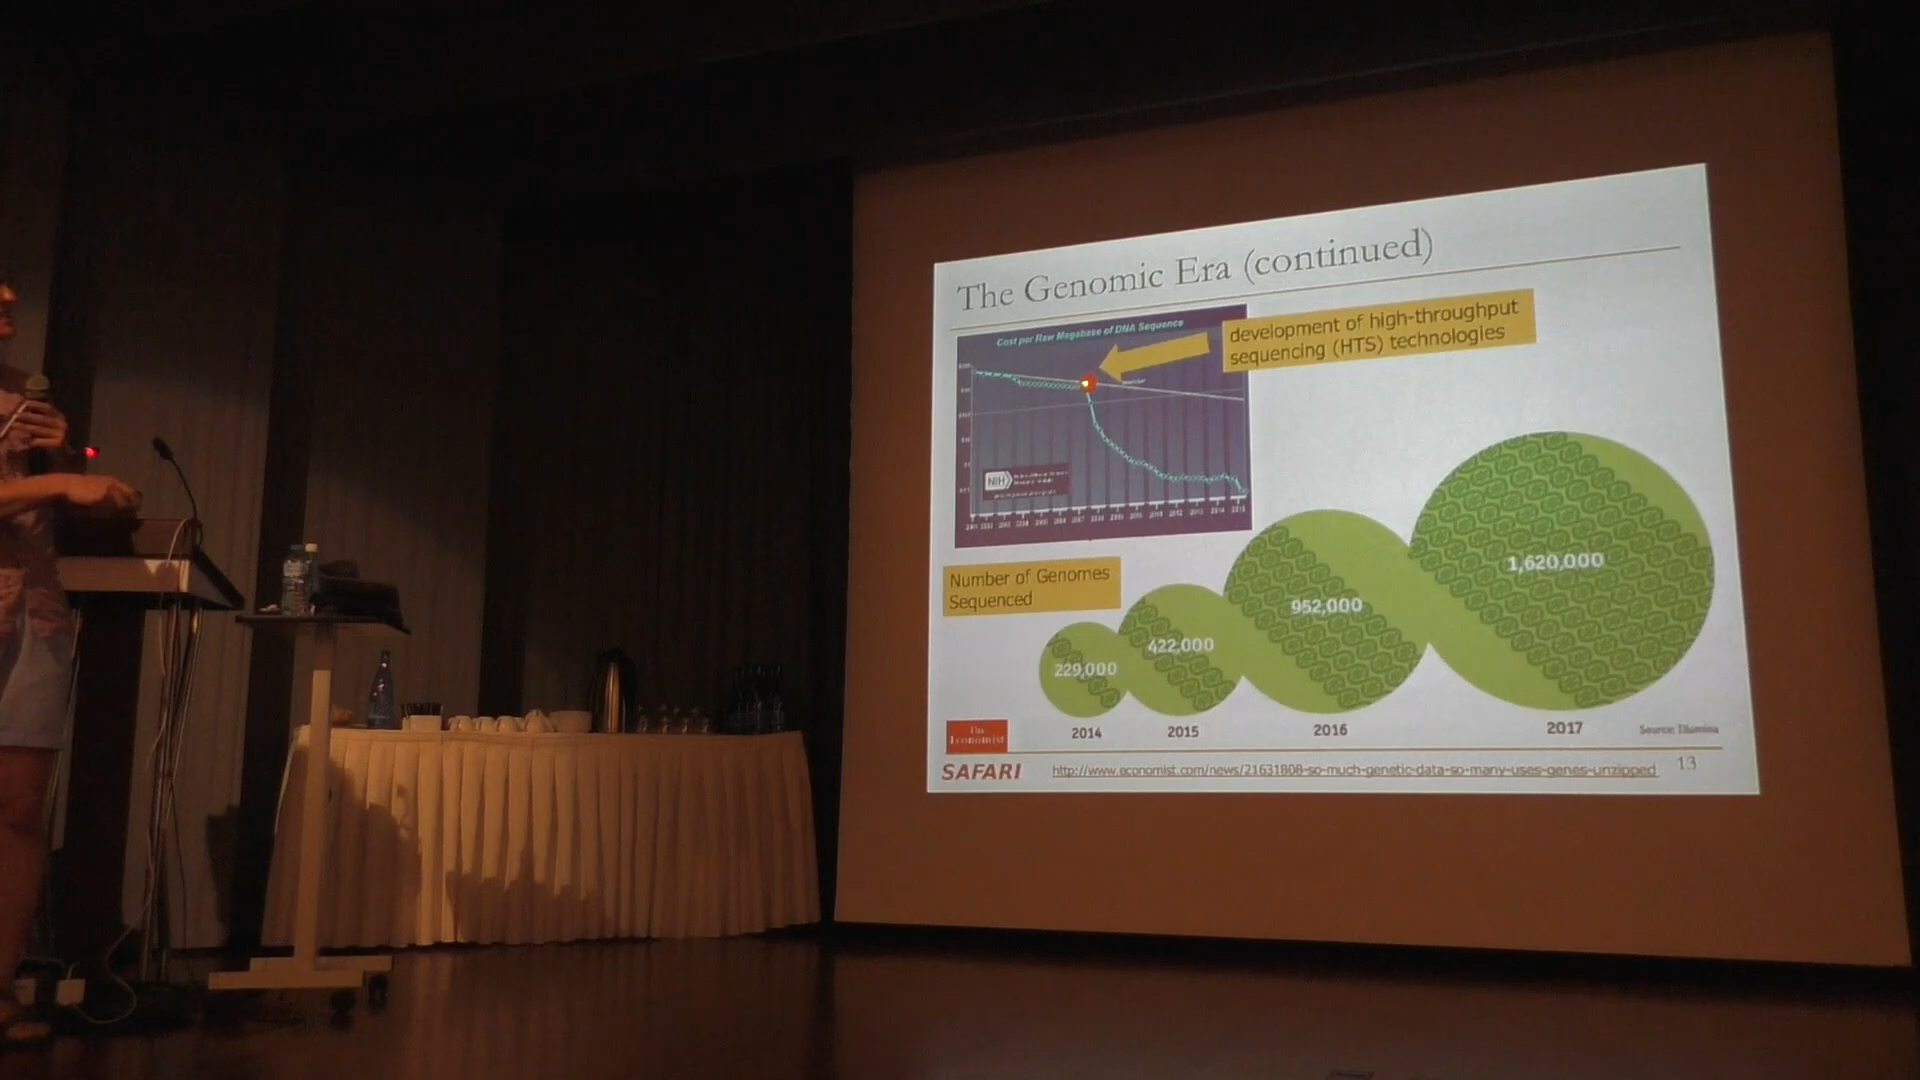 The Genomic Era (continued)
Cost per Raw Megabase of DNA Sequence
development of high-throughput
sequencing (HTS) technologies
NIH
Number of Genomes
Sequenced
229,000
422,000
952,000
1,620,000
2014
2015
2016
2017
Source: Illumina
The
Economist
SAFARI
http://www.economist.com/news/21631808-so-much-genetic-data-so-many-uses-genes-unzipped
13